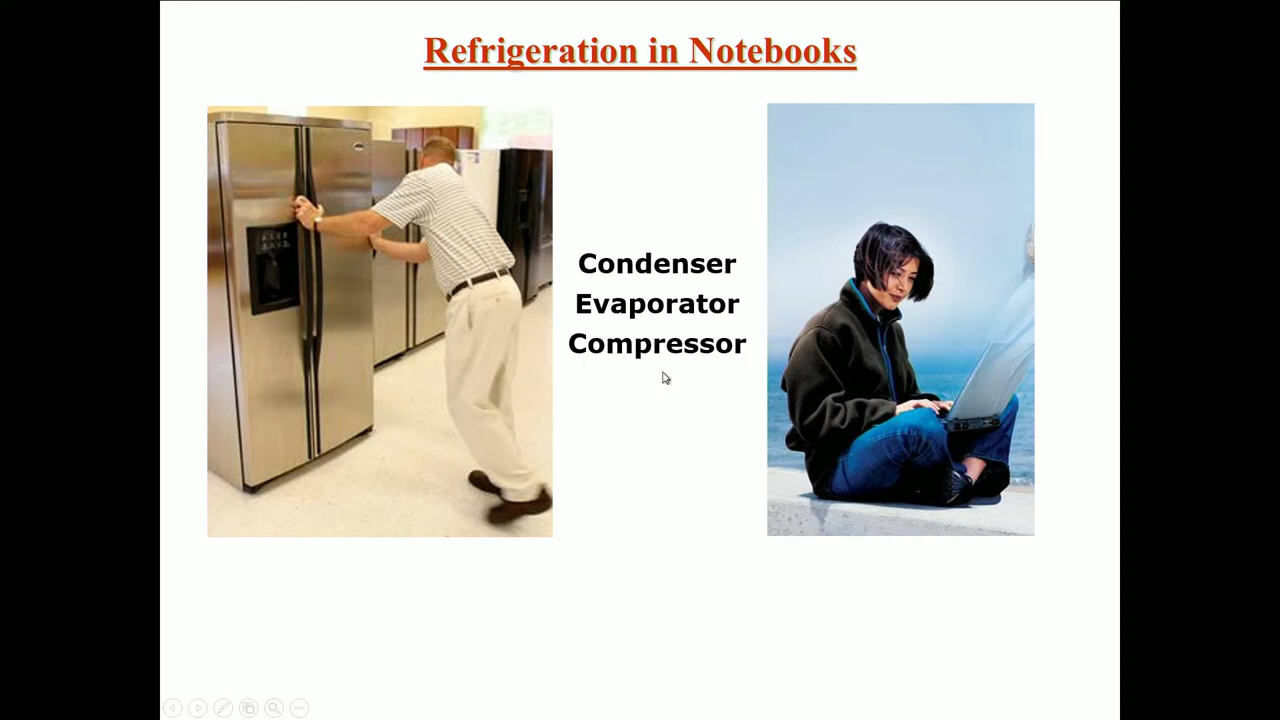 Refrigeration in Notebooks
Condenser
Evaporator
Compressor